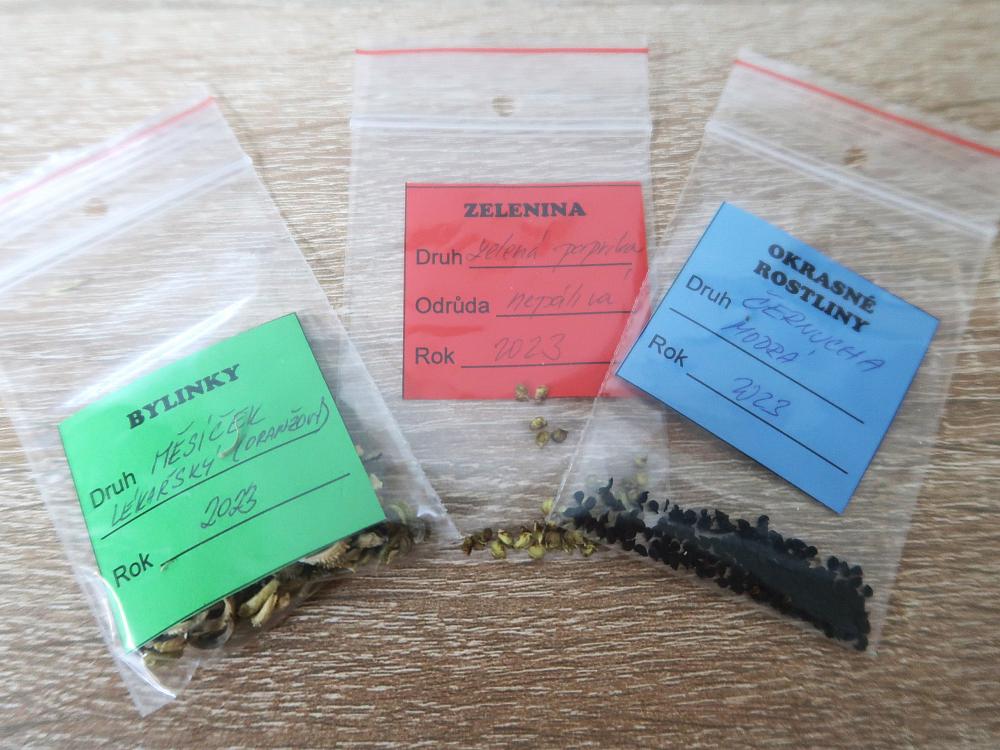 BYLINKY
Druh MĚSÍČEK
LÉKAŘSKÝ (ORANŽOVÝ)
2023
Rok
ZELENINA
Druh zelená paprika
Odrůda nepálivá
Rok 2023
OKRASNÉ
ROSTLINY
Druh ČERNUCHA
MODRÁ
Rok 2023